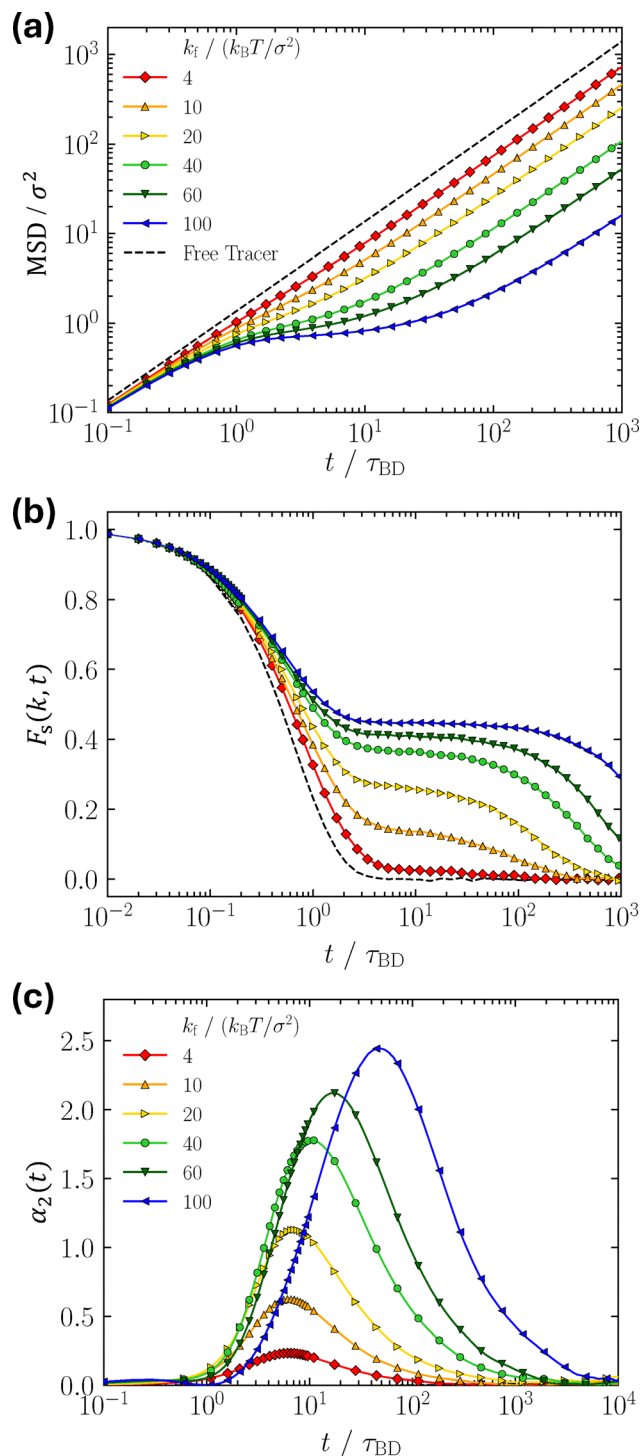 (a)
k_f / (k_BT/σ²)
4
10
20
40
60
100
Free Tracer
10³
10²
10¹
10⁰
10⁻¹
MSD / σ²
10⁻¹ 10⁰ 10¹ 10² 10³
t / τ_BD
(b)
1.0
0.8
0.6
0.4
0.2
0.0
F_s(k, t)
10⁻² 10⁻¹ 10⁰ 10¹ 10² 10³
t / τ_BD
(c)
k_f / (k_BT/σ²)
4
10
20
40
60
100
2.5
2.0
1.5
1.0
0.5
0.0
α₂(t)
10⁻¹ 10⁰ 10¹ 10² 10³ 10⁴
t / τ_BD